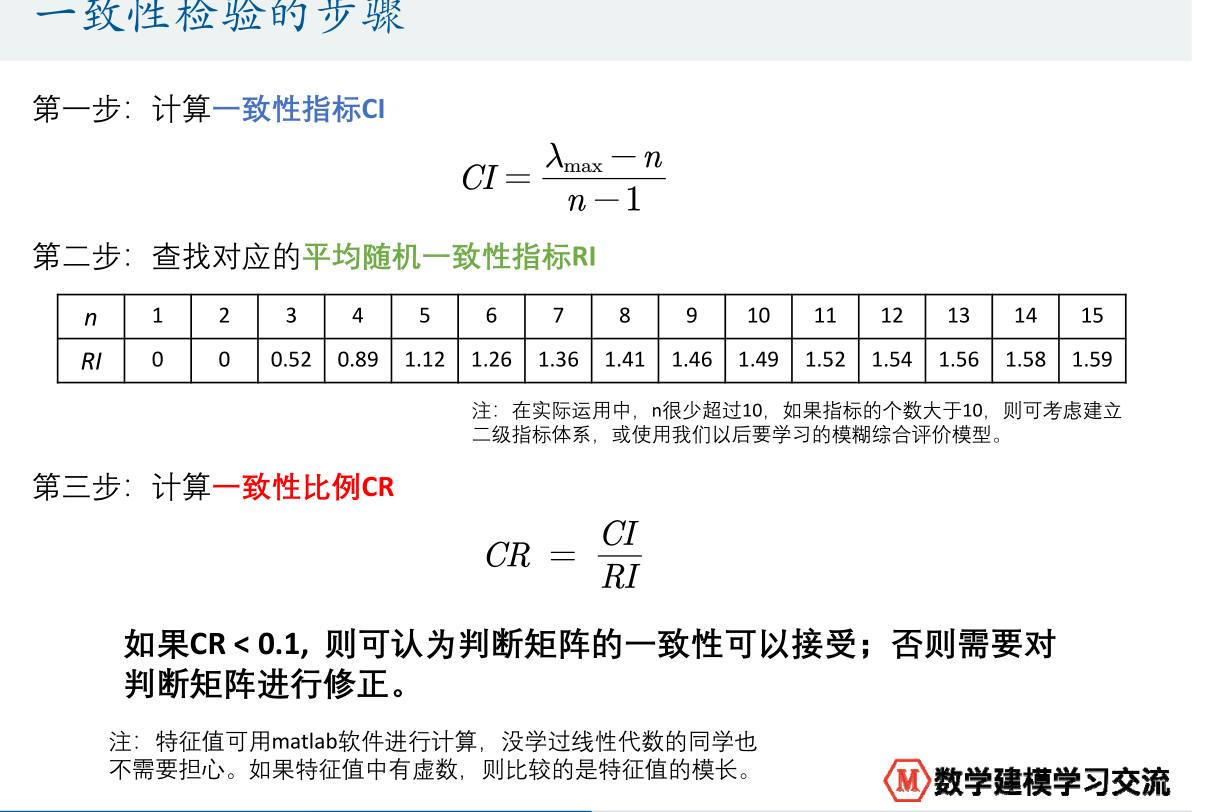 一致性检验的步骤
第一步：计算一致性指标CI
CI = (λmax − n) / (n − 1)
第二步：查找对应的平均随机一致性指标RI
n 1 2 3 4 5 6 7 8 9 10 11 12 13 14 15
RI 0 0 0.52 0.89 1.12 1.26 1.36 1.41 1.46 1.49 1.52 1.54 1.56 1.58 1.59
注：在实际运用中，n很少超过10，如果指标的个数大于10，则可考虑建立
二级指标体系，或使用我们以后要学习的模糊综合评价模型。
第三步：计算一致性比例CR
CR = CI / RI
如果CR < 0.1, 则可认为判断矩阵的一致性可以接受；否则需要对
判断矩阵进行修正。
注：特征值可用matlab软件进行计算，没学过线性代数的同学也
不需要担心。如果特征值中有虚数，则比较的是特征值的模长。
M 数学建模学习交流